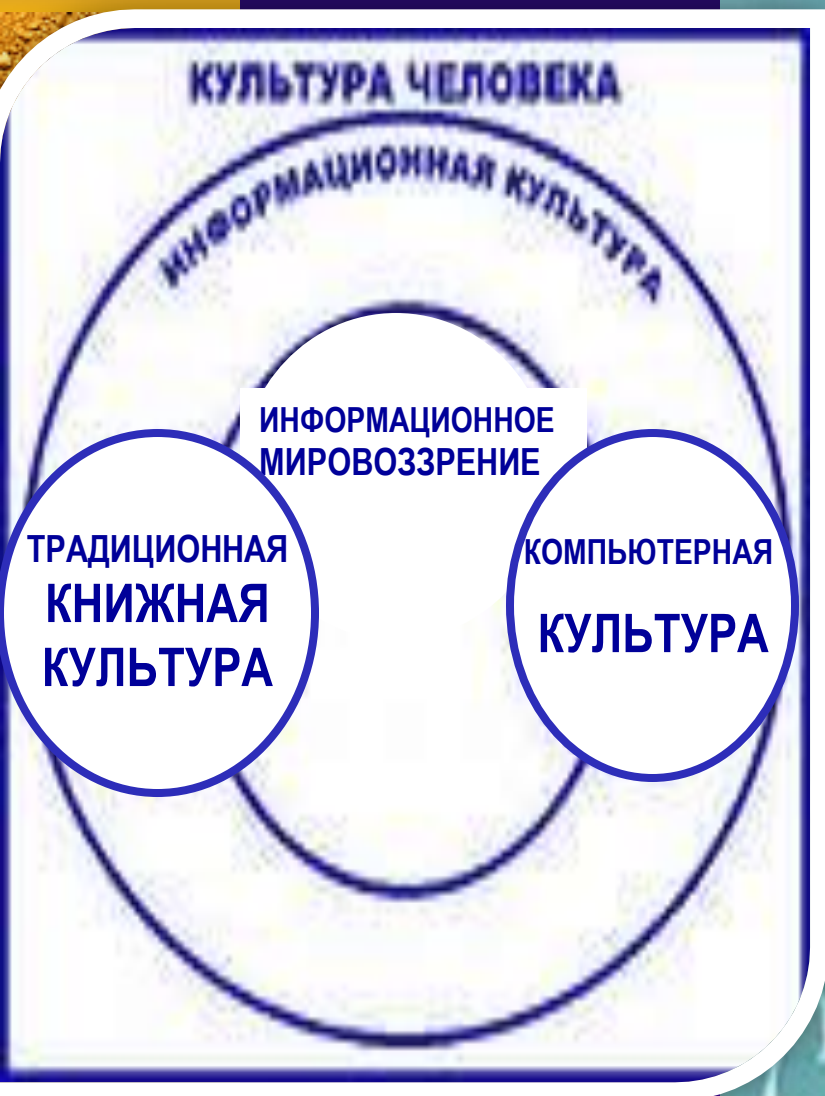 КУЛЬТУРА ЧЕЛОВЕКА
ИНФОРМАЦИОННАЯ КУЛЬТУРА
ИНФОРМАЦИОННОЕ
МИРОВОЗЗРЕНИЕ
ТРАДИЦИОННАЯ
КНИЖНАЯ
КУЛЬТУРА
КОМПЬЮТЕРНАЯ
КУЛЬТУРА